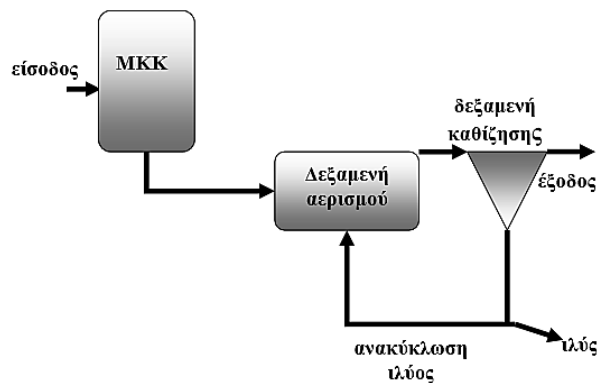 ΜΚΚ
είσοδος
δεξαμενή
καθίζησης
Δεξαμενή
αερισμού
έξοδος
ανακύκλωση
ιλύος
ιλύς